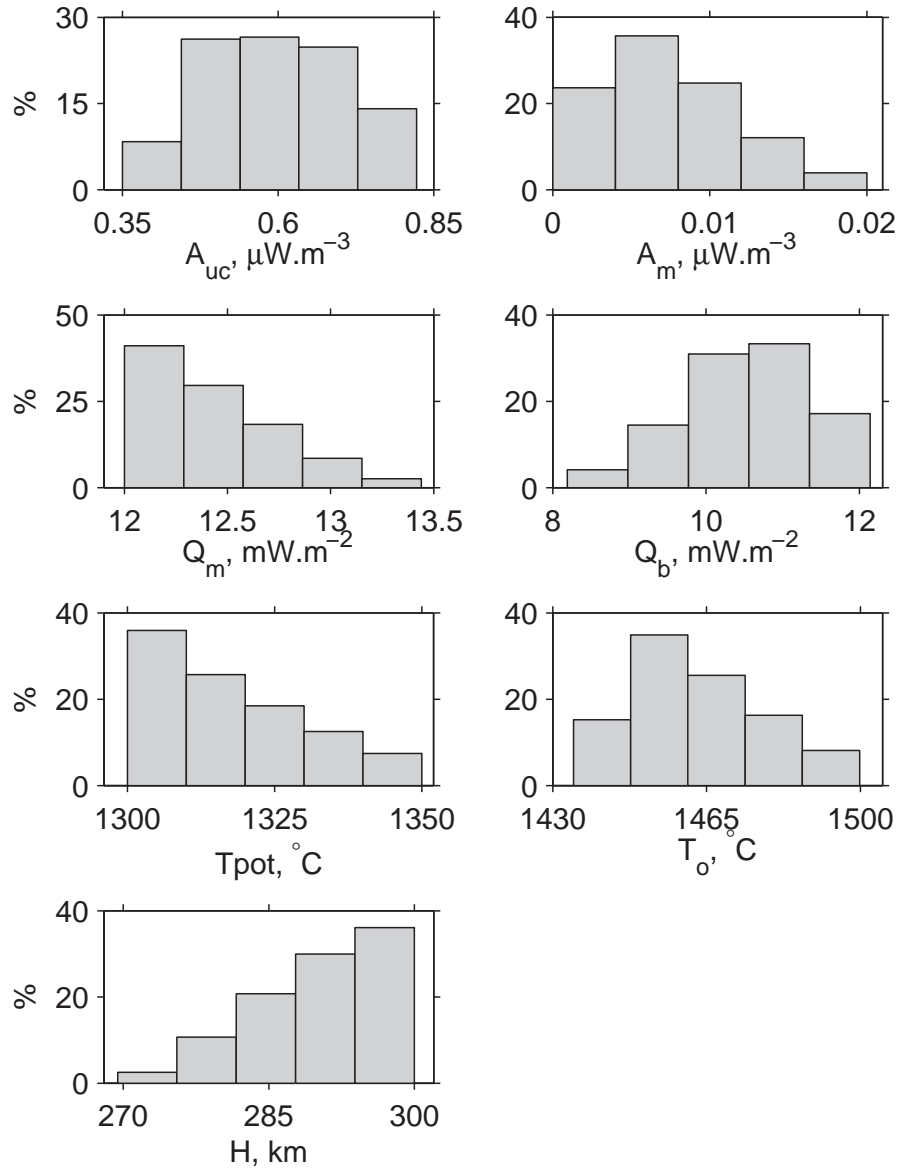 30
15
0
%
0.35 0.6 0.85
A_uc, μW.m⁻³
40
20
0
0 0.01 0.02
A_m, μW.m⁻³
50
25
0
%
12 12.5 13 13.5
Q_m, mW.m⁻²
40
20
0
8 10 12
Q_b, mW.m⁻²
40
20
0
%
1300 1325 1350
Tpot, °C
40
20
0
1430 1465 1500
T_o, °C
40
20
0
%
270 285 300
H, km